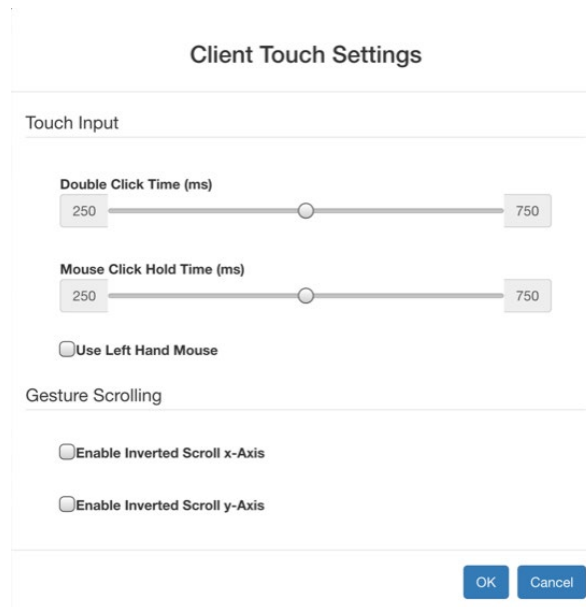 Client Touch Settings
Touch Input
Double Click Time (ms)
250 750
Mouse Click Hold Time (ms)
250 750
Use Left Hand Mouse
Gesture Scrolling
Enable Inverted Scroll x-Axis
Enable Inverted Scroll y-Axis
OK Cancel